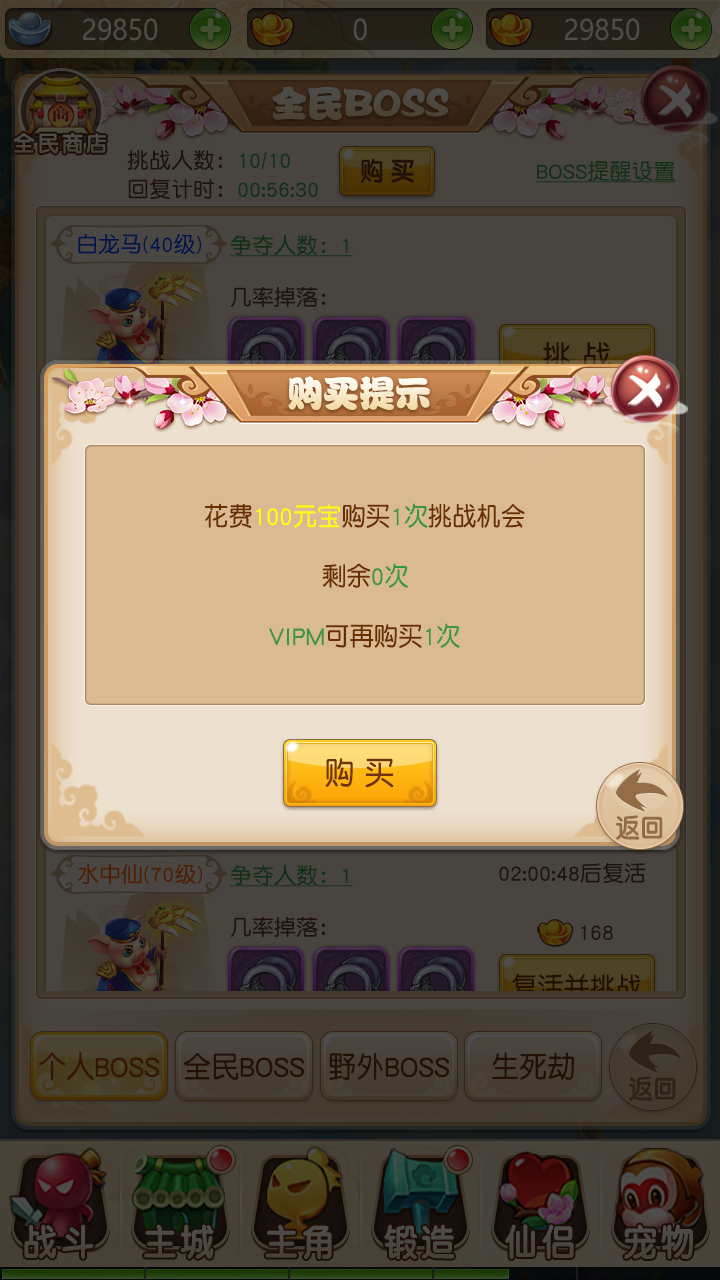 29850
0
29850
全民BOSS
商
全民商店
挑战人数：10/10
购买
BOSS提醒设置
回复计时：00:56:30
白龙马(40级)
争夺人数：1
几率掉落：
挑战
购买提示
花费100元宝购买1次挑战机会
剩余0次
VIPM可再购买1次
购买
返回
水中仙(70级)
争夺人数：1
02:00:48后复活
几率掉落：
168
复活并挑战
个人BOSS
全民BOSS
野外BOSS
生死劫
返回
战斗
主城
主角
锻造
仙侣
宠物